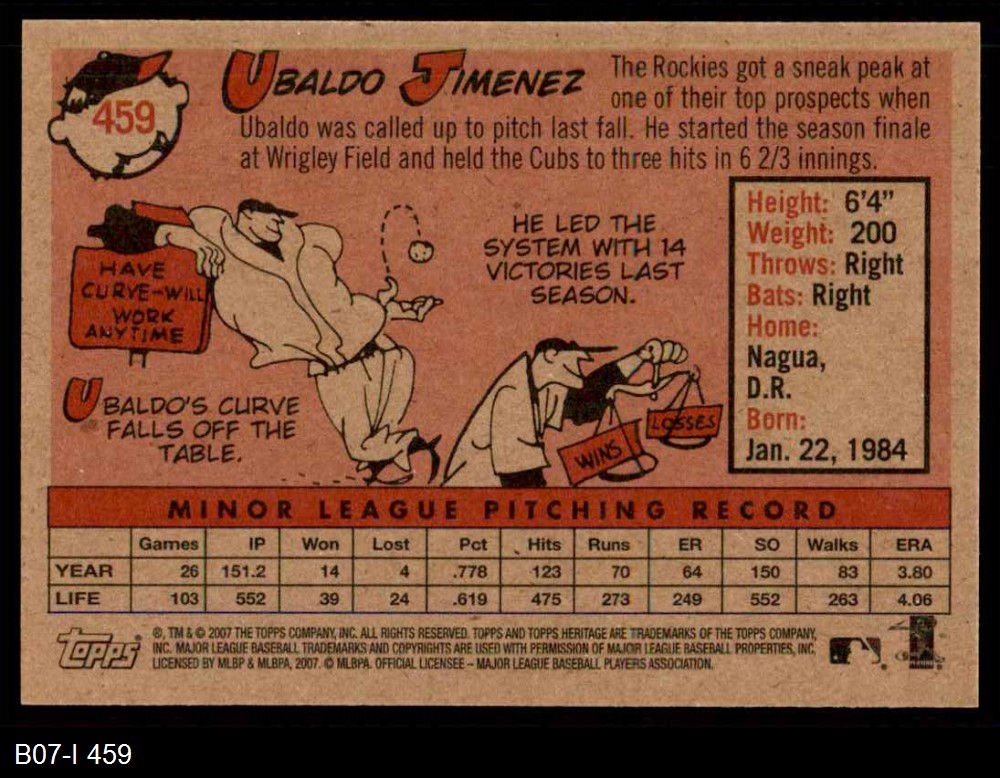 459
UBALDO JIMENEZ
The Rockies got a sneak peak at
one of their top prospects when
Ubaldo was called up to pitch last fall. He started the season finale
at Wrigley Field and held the Cubs to three hits in 6 2/3 innings.
HAVE
CURVE-WILL
WORK
ANYTIME
UBALDO'S CURVE
FALLS OFF THE
TABLE.
HE LED THE
SYSTEM WITH 14
VICTORIES LAST
SEASON.
WINS
LOSSES
Height: 6'4"
Weight: 200
Throws: Right
Bats: Right
Home:
Nagua,
D.R.
Born:
Jan. 22, 1984
MINOR LEAGUE PITCHING RECORD
Games IP Won Lost Pct Hits Runs ER SO Walks ERA
YEAR 26 151.2 14 4 .778 123 70 64 150 83 3.80
LIFE 103 552 39 24 .619 475 273 249 552 263 4.06
topps
®, TM & © 2007 THE TOPPS COMPANY, INC. ALL RIGHTS RESERVED. TOPPS AND TOPPS HERITAGE ARE TRADEMARKS OF THE TOPPS COMPANY,
INC. MAJOR LEAGUE BASEBALL TRADEMARKS AND COPYRIGHTS ARE USED WITH PERMISSION OF MAJOR LEAGUE BASEBALL PROPERTIES, INC.
LICENSED BY MLBP & MLBPA, 2007. © MLBPA. OFFICIAL LICENSEE – MAJOR LEAGUE BASEBALL PLAYERS ASSOCIATION.
B07-I 459